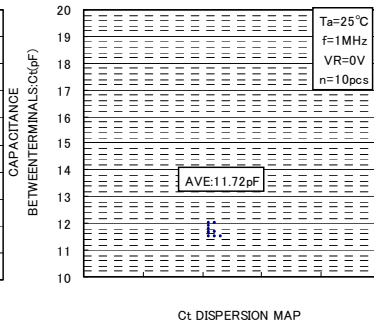 CAPACITANCE
BETWEENTERMINALS:Ct(pF)
20
19
18
17
16
15
14
13
12
11
10
Ta=25℃
f=1MHz
VR=0V
n=10pcs
AVE:11.72pF
Ct DISPERSION MAP